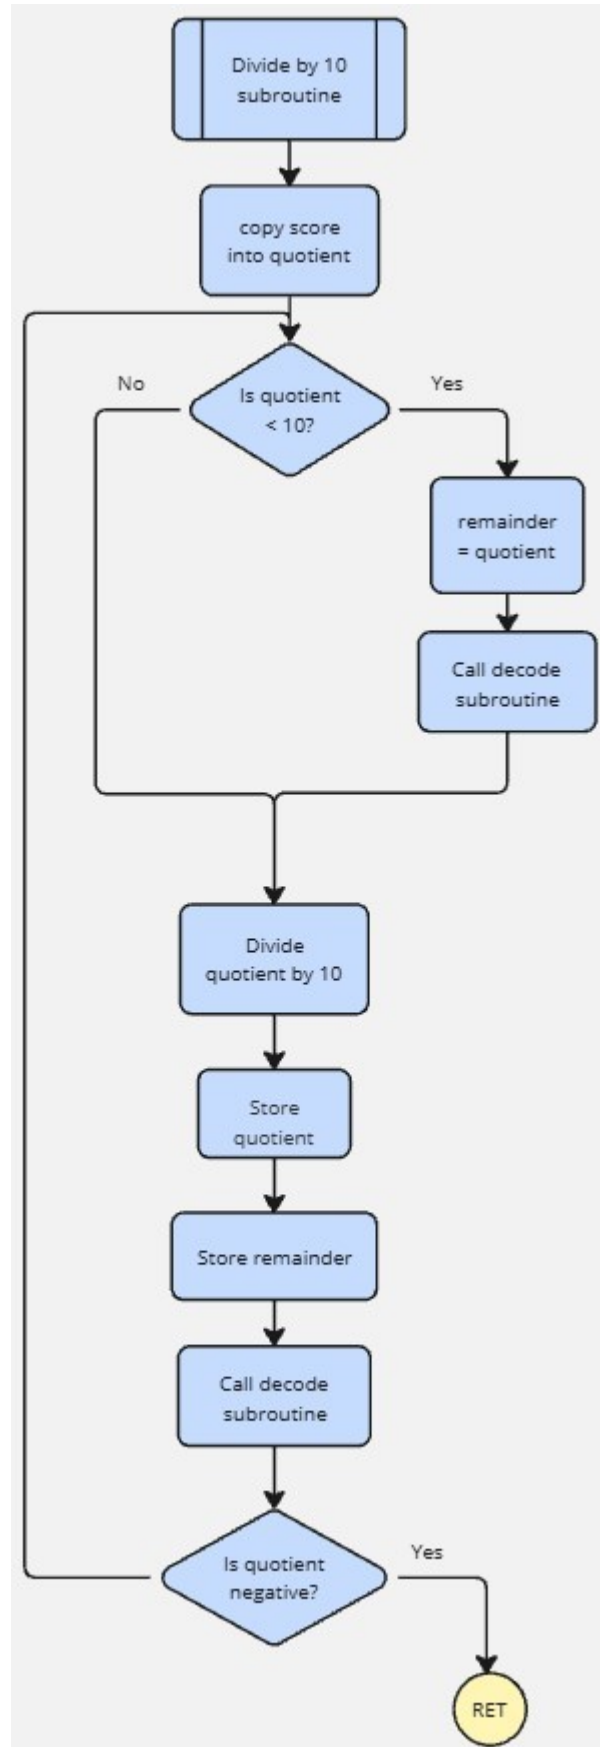 Divide by 10
subroutine
copy score
into quotient
No
Yes
Is quotient
< 10?
remainder
= quotient
Call decode
subroutine
Divide
quotient by 10
Store
quotient
Store remainder
Call decode
subroutine
Is quotient
negative?
Yes
RET